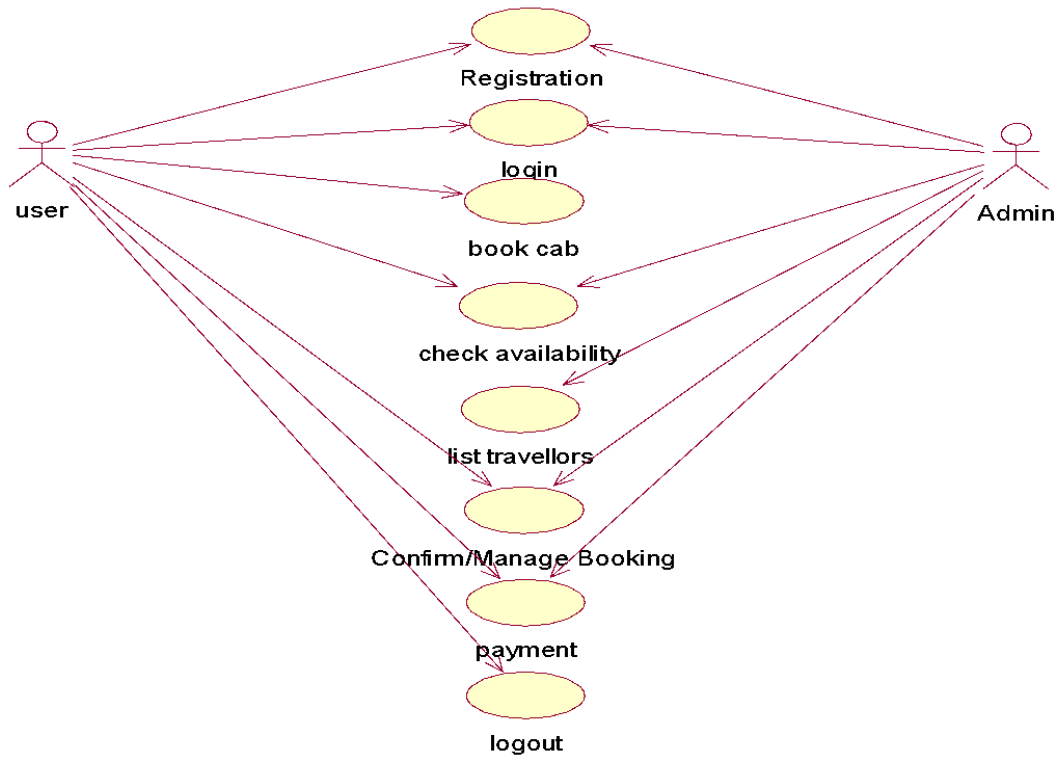 Registration
login
user
Admin
book cab
check availability
list travellors
Confirm/Manage Booking
payment
logout